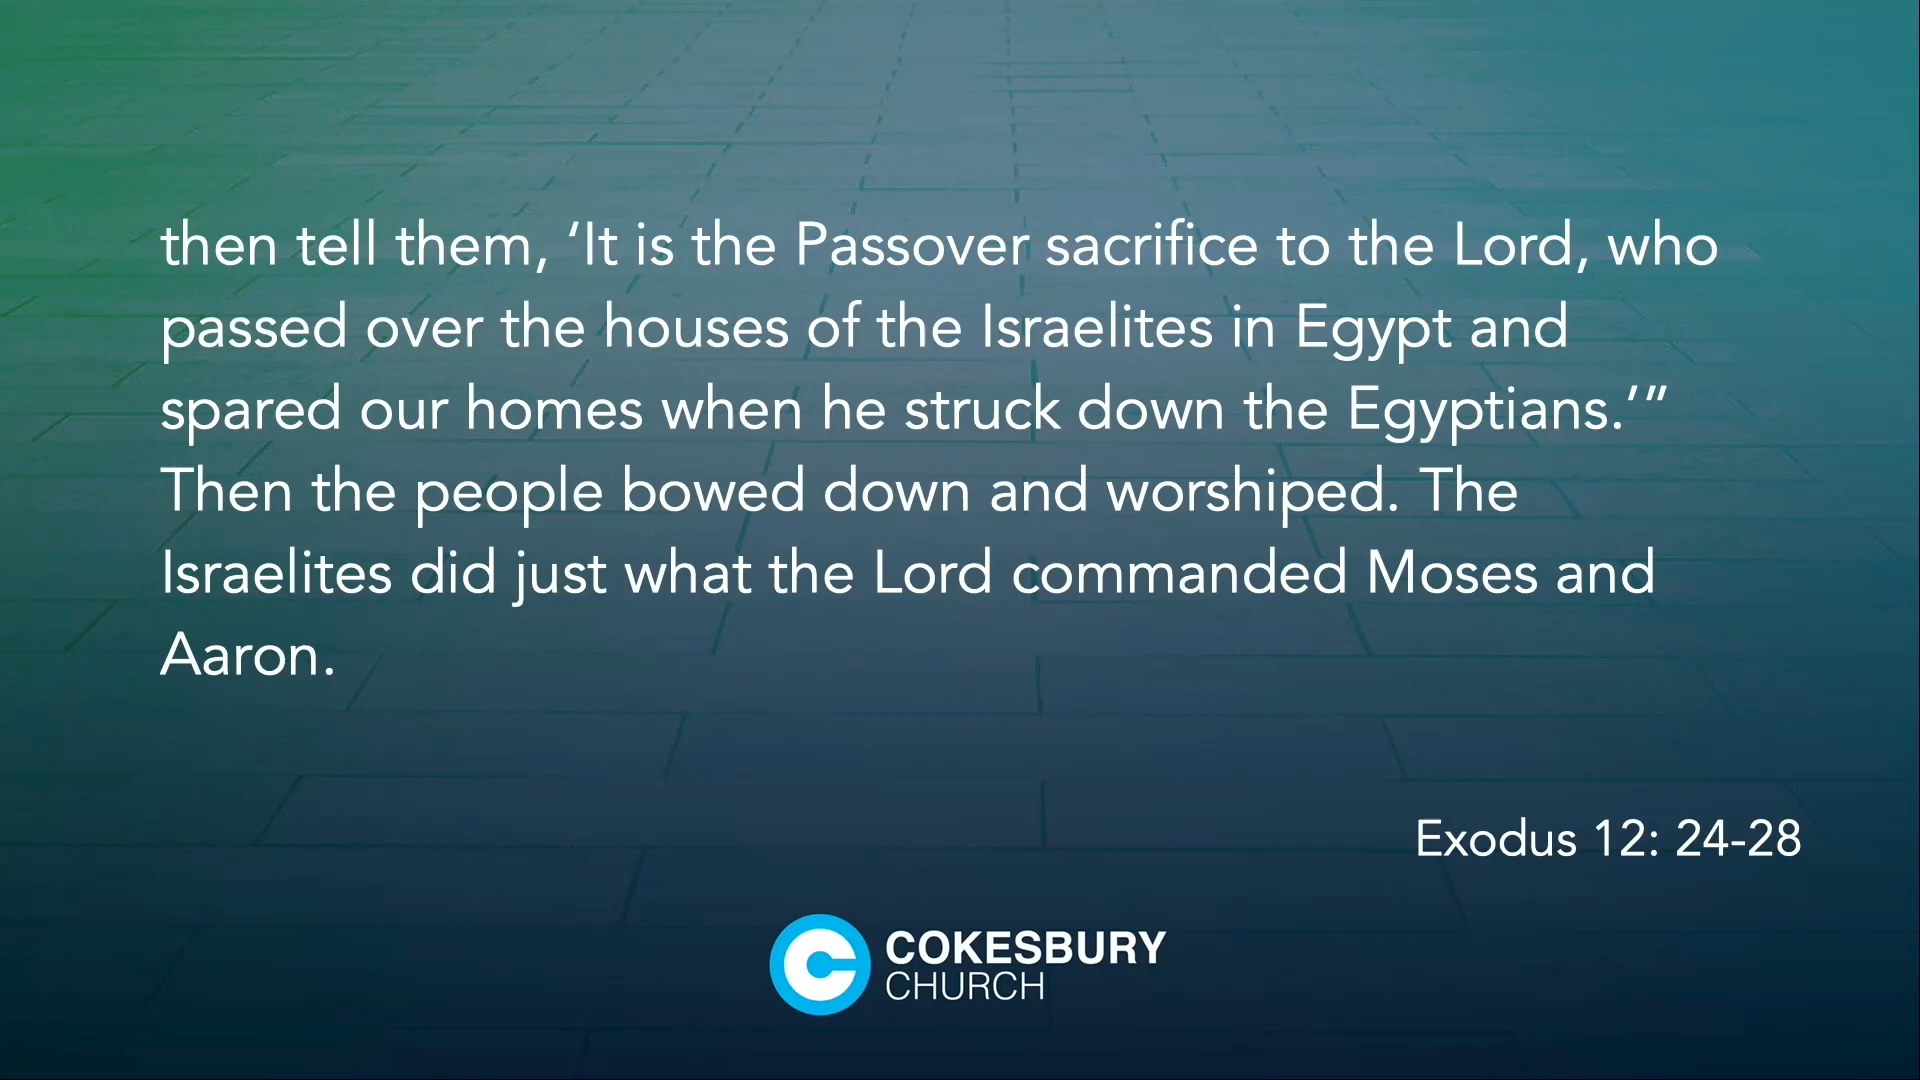 then tell them, ‘It is the Passover sacrifice to the Lord, who
passed over the houses of the Israelites in Egypt and
spared our homes when he struck down the Egyptians.’”
Then the people bowed down and worshiped. The
Israelites did just what the Lord commanded Moses and
Aaron.
Exodus 12: 24-28
COKESBURY
CHURCH